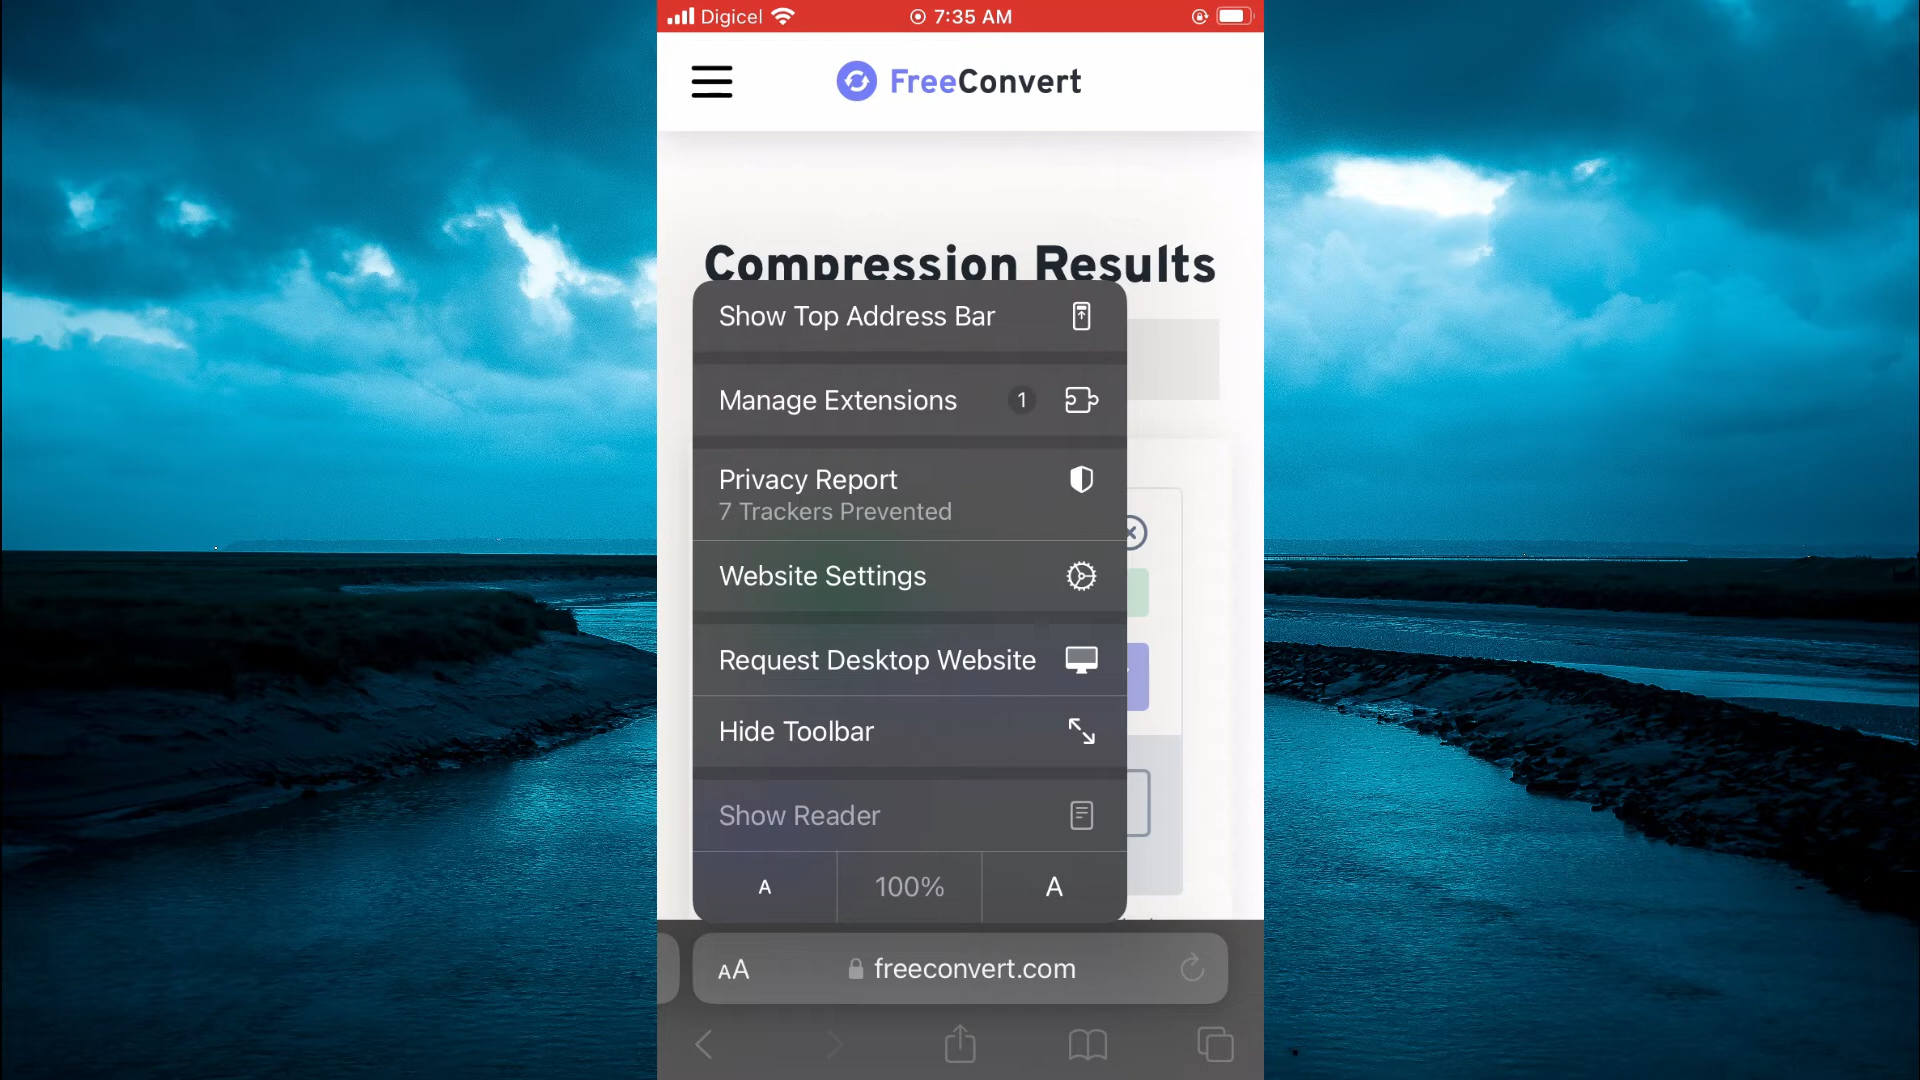 Digicel 7:35 AM
FreeConvert
Compression Results
Show Top Address Bar
Manage Extensions 1
Privacy Report
7 Trackers Prevented
Website Settings
Request Desktop Website
Hide Toolbar
Show Reader
A 100% A
AA freeconvert.com